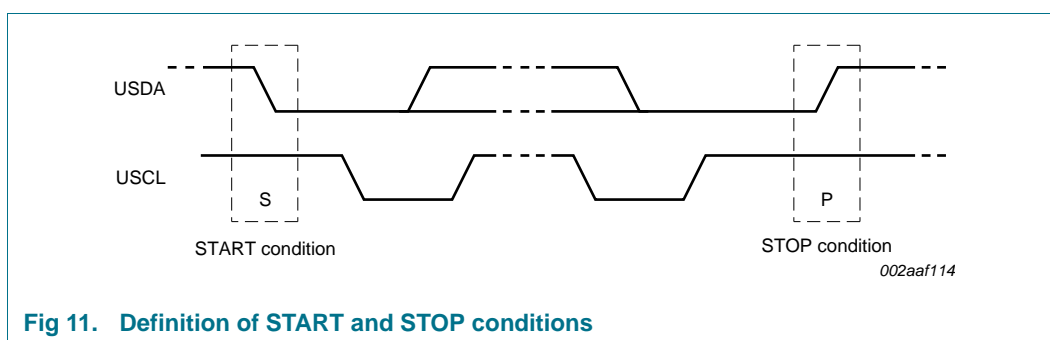 USDA
USCL
S
P
START condition
STOP condition
002aaf114
Fig 11. Definition of START and STOP conditions